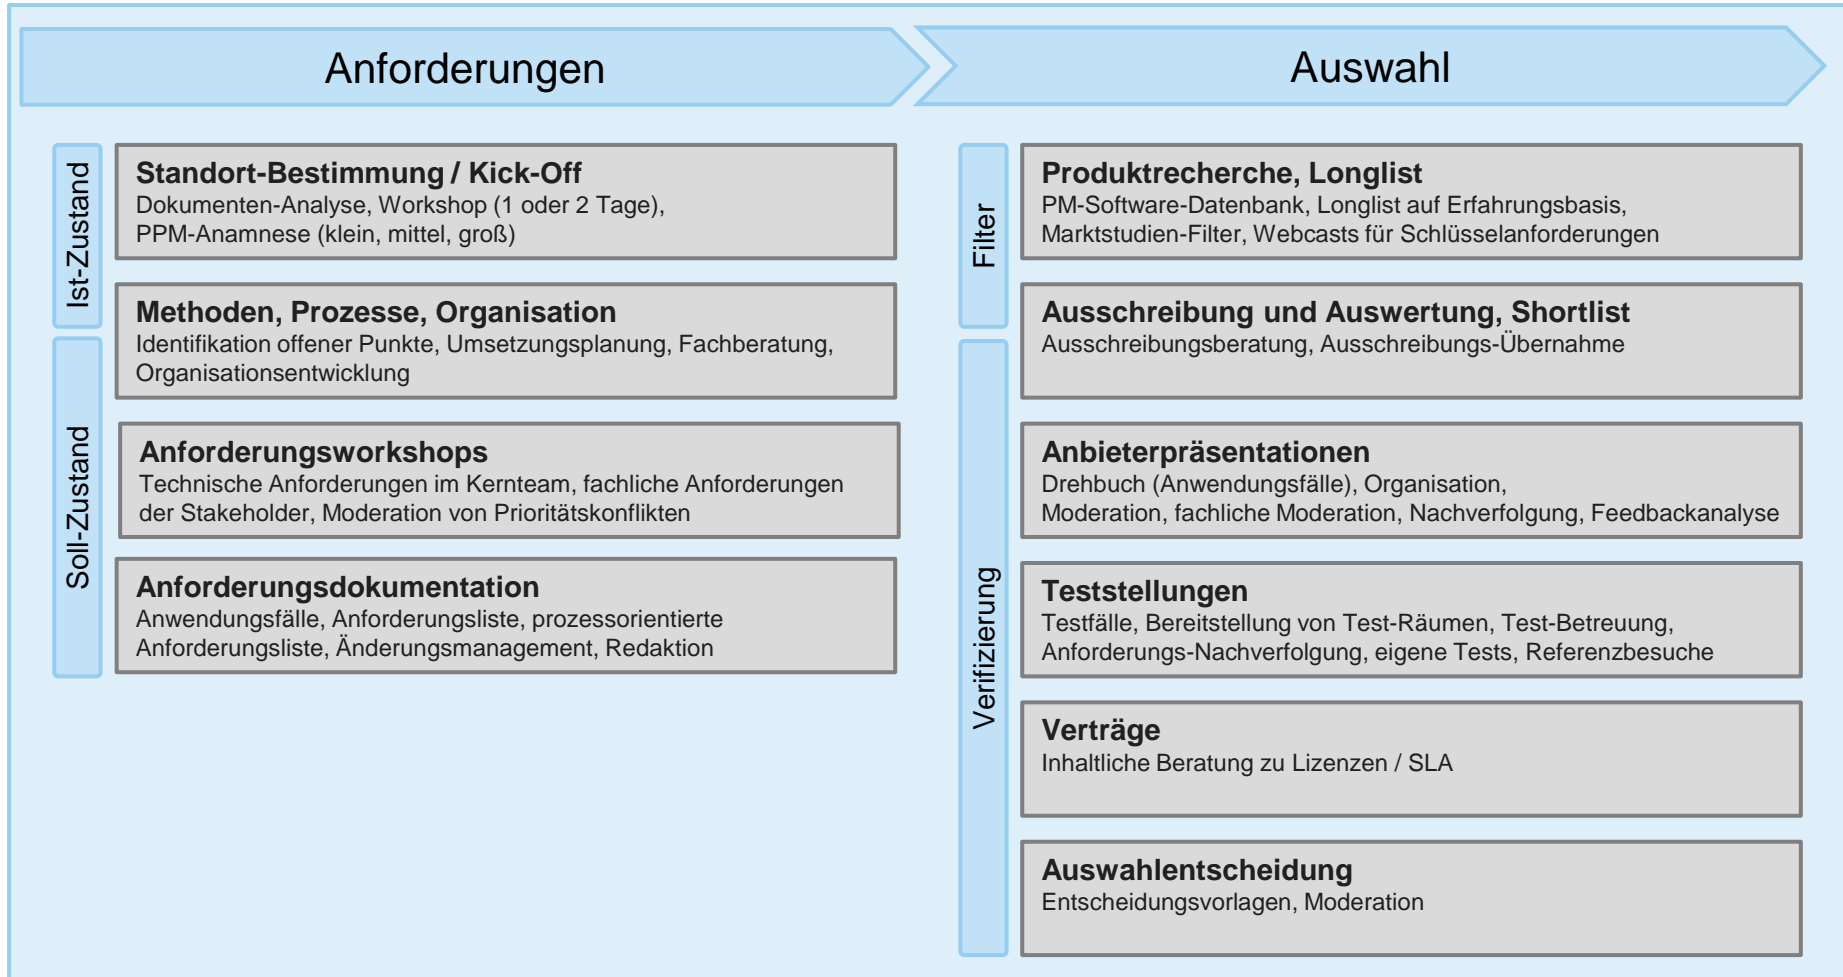 Anforderungen
Ist-Zustand
Standort-Bestimmung / Kick-Off
Dokumenten-Analyse, Workshop (1 oder 2 Tage),
PPM-Anamnese (klein, mittel, groß)
Methoden, Prozesse, Organisation
Identifikation offener Punkte, Umsetzungsplanung, Fachberatung,
Organisationsentwicklung
Soll-Zustand
Anforderungsworkshops
Technische Anforderungen im Kernteam, fachliche Anforderungen
der Stakeholder, Moderation von Prioritätskonflikten
Anforderungsdokumentation
Anwendungsfälle, Anforderungsliste, prozessorientierte
Anforderungsliste, Änderungsmanagement, Redaktion
Auswahl
Filter
Produktrecherche, Longlist
PM-Software-Datenbank, Longlist auf Erfahrungsbasis,
Marktstudien-Filter, Webcasts für Schlüsselanforderungen
Ausschreibung und Auswertung, Shortlist
Ausschreibungsberatung, Ausschreibungs-Übernahme
Verifizierung
Anbieterpräsentationen
Drehbuch (Anwendungsfälle), Organisation,
Moderation, fachliche Moderation, Nachverfolgung, Feedbackanalyse
Teststellungen
Testfälle, Bereitstellung von Test-Räumen, Test-Betreuung,
Anforderungs-Nachverfolgung, eigene Tests, Referenzbesuche
Verträge
Inhaltliche Beratung zu Lizenzen / SLA
Auswahlentscheidung
Entscheidungsvorlagen, Moderation